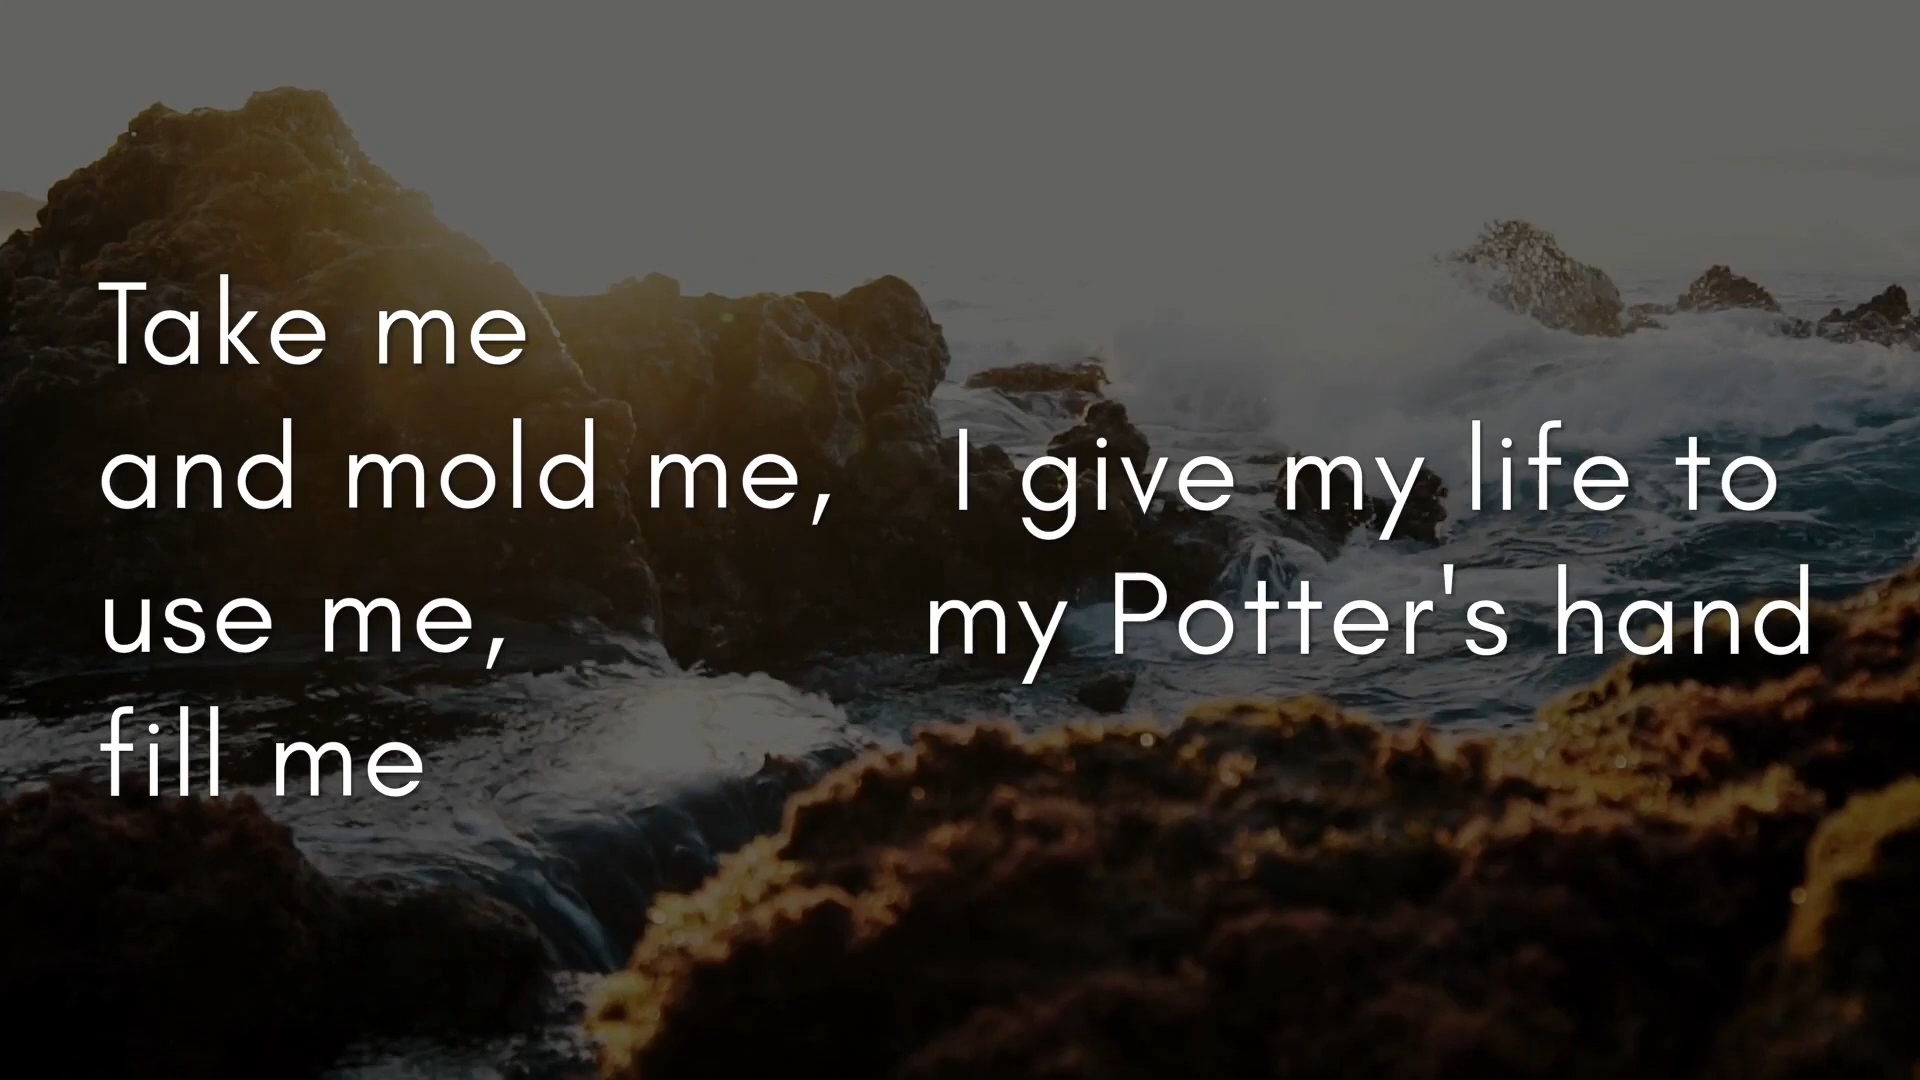 Take me
and mold me,
use me,
fill me
I give my life to
my Potter's hand